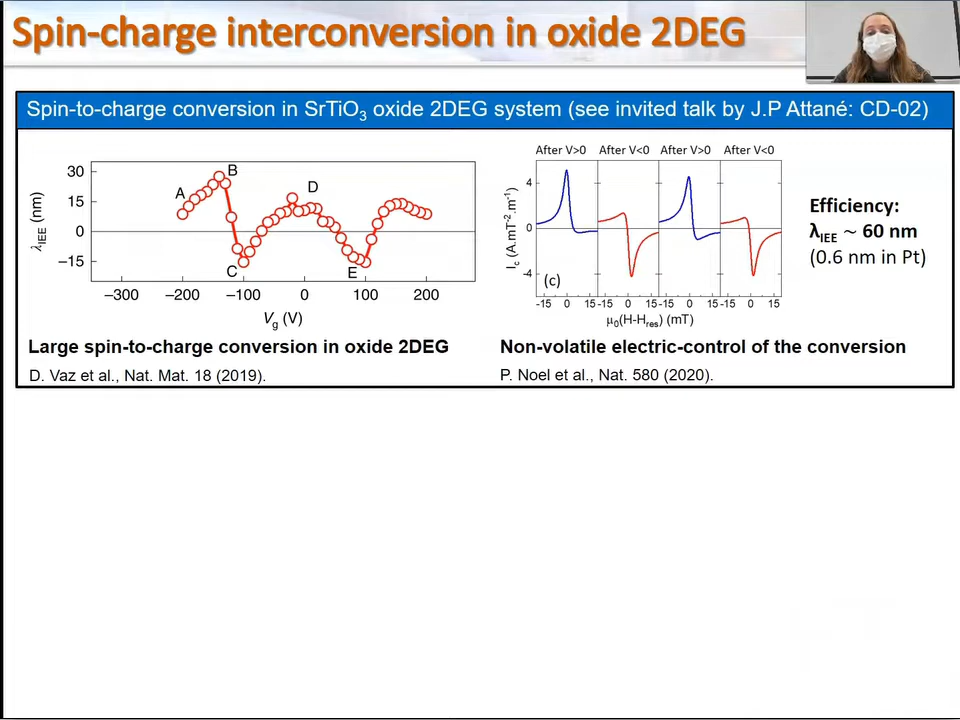 Spin-charge interconversion in oxide 2DEG
Spin-to-charge conversion in SrTiO₃ oxide 2DEG system (see invited talk by J.P Attané: CD-02)
λIEE (nm)
30
15
0
−15
A
B
C
D
E
−300 −200 −100 0 100 200
Vg (V)
Large spin-to-charge conversion in oxide 2DEG
D. Vaz et al., Nat. Mat. 18 (2019).
After V>0 After V<0 After V>0 After V<0
Ic (A.mT⁻².m⁻¹)
4
0
-4
(c)
-15 0 15 -15 0 15 -15 0 15 -15 0 15
μ₀(H-Hres) (mT)
Non-volatile electric-control of the conversion
P. Noel et al., Nat. 580 (2020).
Efficiency:
λIEE ~ 60 nm
(0.6 nm in Pt)